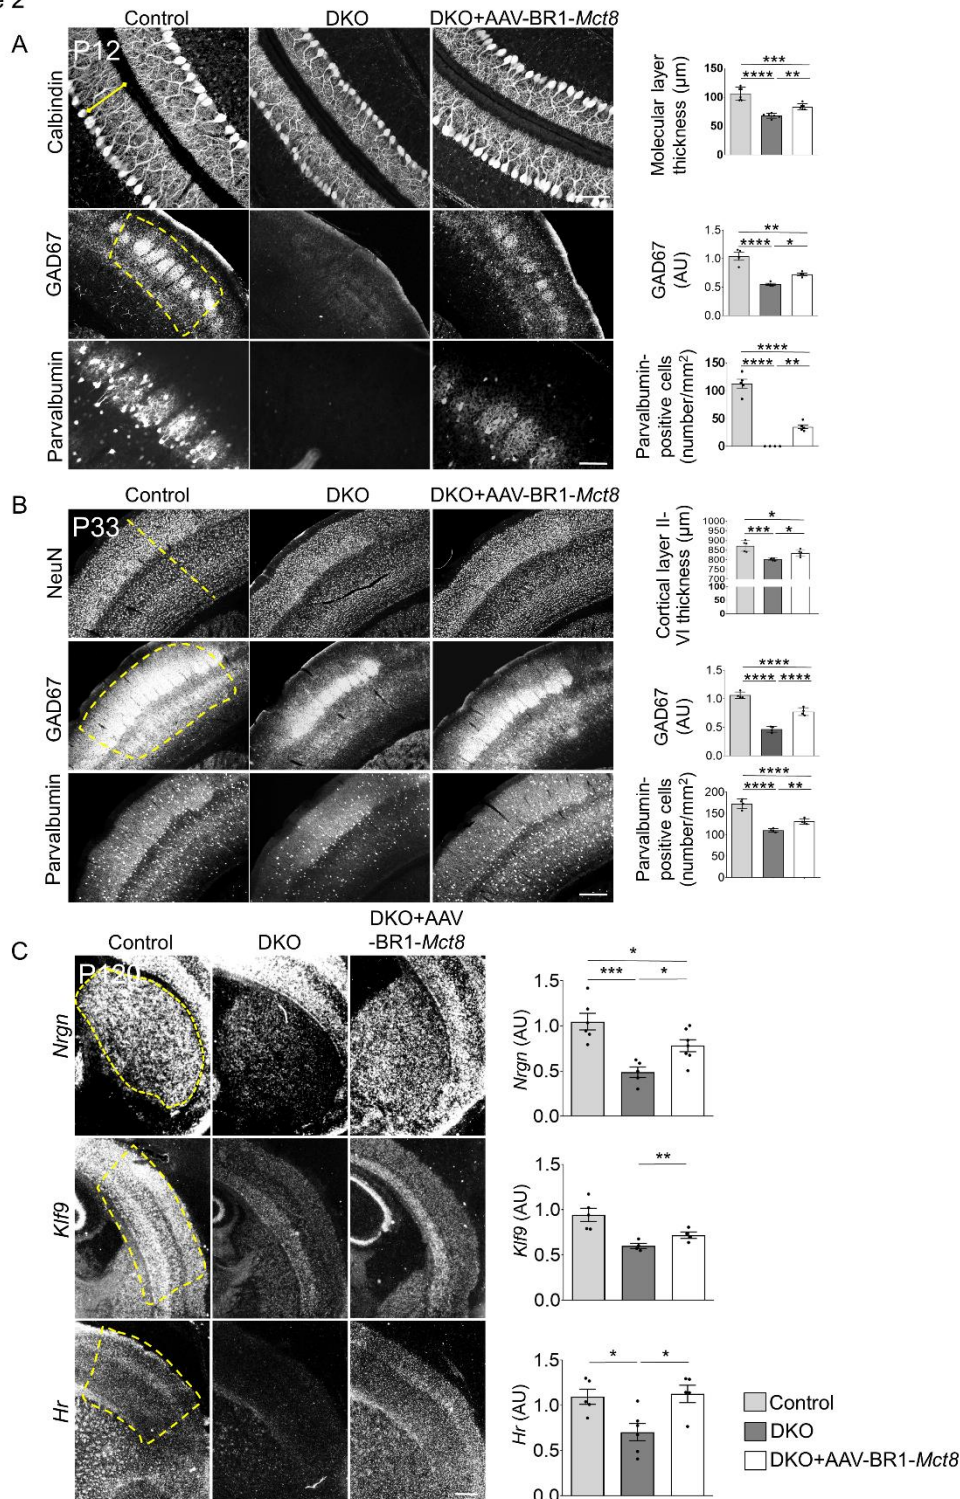 Control DKO DKO+AAV-BR1-Mct8
A
P12
Calbindin
GAD67
Parvalbumin
Molecular layer
thickness (µm)
150
100
50
0
***
**** **
GAD67
(AU)
1.5
1.0
0.5
0.0
**
**** *
Parvalbumin-
positive cells
(number/mm²)
150
100
50
0
****
**** **
B
Control DKO DKO+AAV-BR1-Mct8
P33
NeuN
GAD67
Parvalbumin
Cortical layer II-
VI thickness (µm)
1000
950
900
850
800
750
700
100
50
0
*
*** *
GAD67
(AU)
1.5
1.0
0.5
0.0
****
**** ****
Parvalbumin-
positive cells
(number/mm²)
200
150
100
50
0
****
**** **
C
Control DKO DKO+AAV
-BR1-Mct8
P120
Nrgn
Klf9
Hr
Nrgn (AU)
1.5
1.0
0.5
0.0
*
*** *
Klf9 (AU)
1.5
1.0
0.5
0.0
**
Hr (AU)
1.5
1.0
0.5
0.0
* *
Control
DKO
DKO+AAV-BR1-Mct8